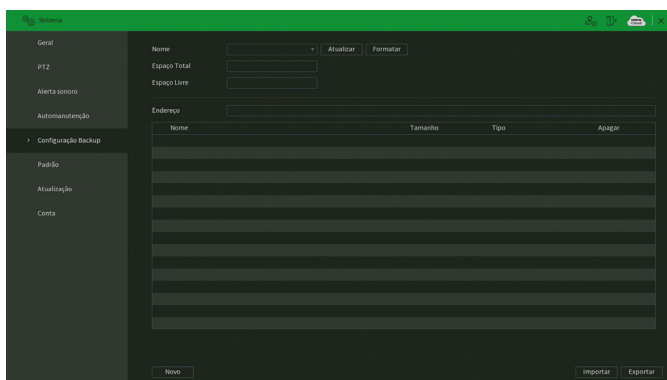 Sistema
Geral
PTZ
Alerta sonoro
Automanutenção
Configuração Backup
Padrão
Atualização
Conta
Nome
Atualizar
Formatar
Espaço Total
Espaço Livre
Endereço
Nome Tamanho Tipo Apagar
Novo
Importar
Exportar